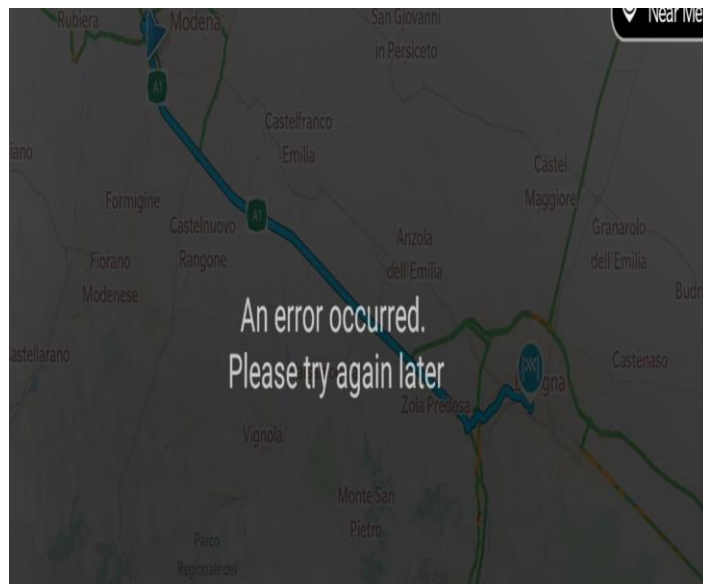 Near Me
Rubiera
Modena
San Giovanni
in Persiceto
Castelfranco
Emilia
A1
Castel
Maggiore
Formigine
Castelnuovo
Rangone
A1
Anzola
dell'Emilia
Granarolo
dell'Emilia
Fiorano
Modenese
An error occurred.
Please try again later
Castenaso
Zola Predosa
Vignola
Monte San
Pietro
Parco
Regionale dei